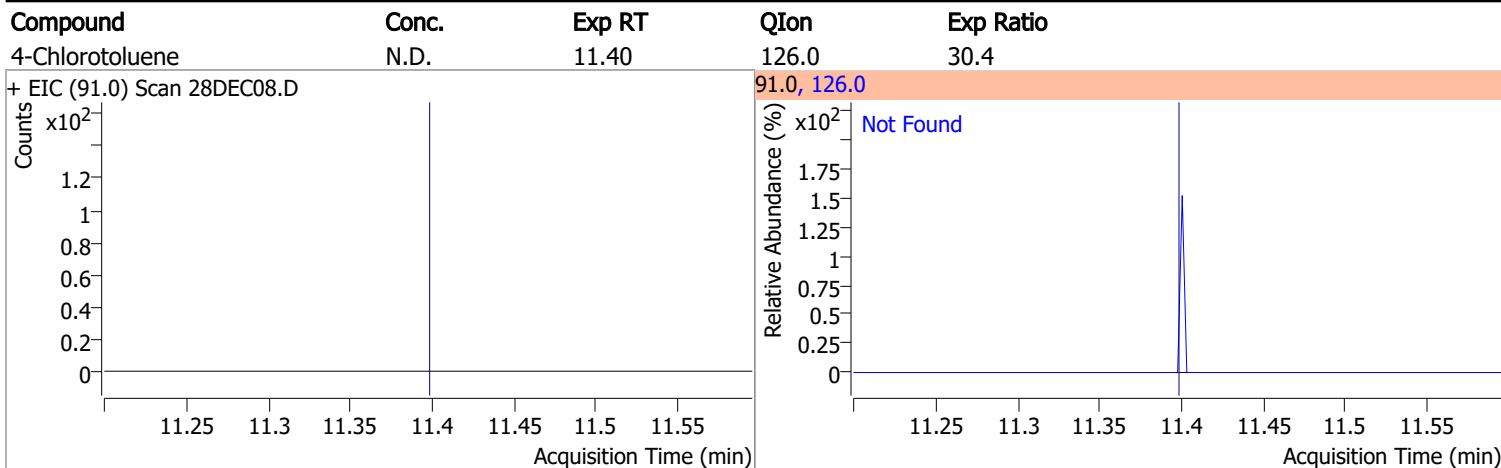 Compound Conc. Exp RT QIon Exp Ratio
4-Chlorotoluene N.D. 11.40 126.0 30.4
+ EIC (91.0) Scan 28DEC08.D
Counts
x10²
1.2
1
0.8
0.6
0.4
0.2
0
11.25 11.3 11.35 11.4 11.45 11.5 11.55
Acquisition Time (min)
91.0, 126.0
Relative Abundance (%)
x10²
Not Found
1.75
1.5
1.25
1
0.75
0.5
0.25
0
11.25 11.3 11.35 11.4 11.45 11.5 11.55
Acquisition Time (min)